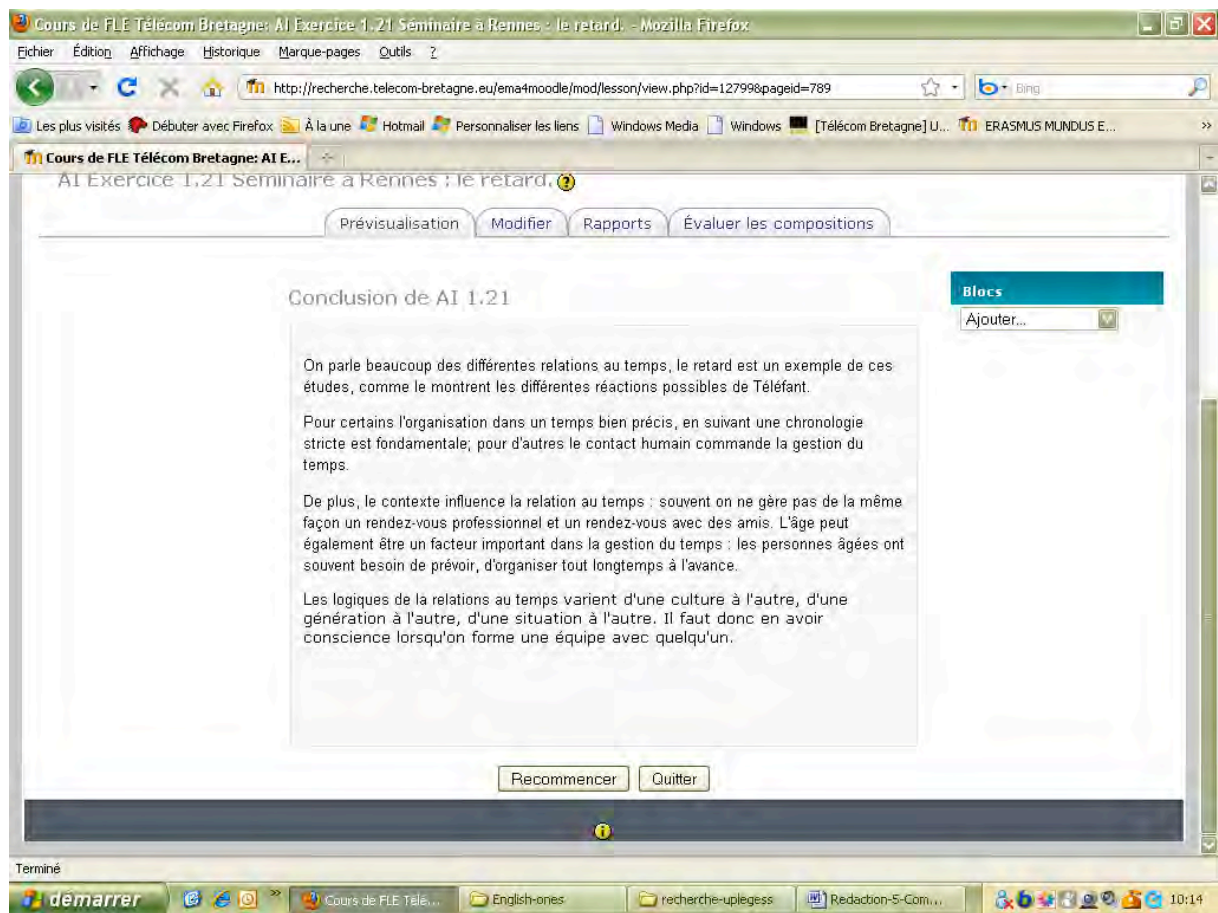 Cours de FLE Télécom Bretagne: AI Exercice 1.21 Séminaire à Rennes : le retard. - Mozilla Firefox
Fichier Édition Affichage Historique Marque-pages Outils ?
http://recherche.telecom-bretagne.eu/ema4moodle/mod/lesson/view.php?id=12799&pageid=789
Bing
Les plus visités Débuter avec Firefox À la une Hotmail Personnaliser les liens Windows Media Windows [Télécom Bretagne] U... ERASMUS MUNDUS E... »
Cours de FLE Télécom Bretagne: AI E...
AI Exercice 1.21 Séminaire à Rennes : le retard. ?
Prévisualisation Modifier Rapports Évaluer les compositions
Conclusion de AI 1.21
Blocs
Ajouter...
On parle beaucoup des différentes relations au temps, le retard est un exemple de ces
études, comme le montrent les différentes réactions possibles de Téléfant.
Pour certains l'organisation dans un temps bien précis, en suivant une chronologie
stricte est fondamentale; pour d'autres le contact humain commande la gestion du
temps.
De plus, le contexte influence la relation au temps : souvent on ne gère pas de la même
façon un rendez-vous professionnel et un rendez-vous avec des amis. L'âge peut
également être un facteur important dans la gestion du temps : les personnes âgées ont
souvent besoin de prévoir, d'organiser tout longtemps à l'avance.
Les logiques de la relations au temps varient d'une culture à l'autre, d'une
génération à l'autre, d'une situation à l'autre. Il faut donc en avoir
conscience lorsqu'on forme une équipe avec quelqu'un.
Recommencer Quitter
Terminé
démarrer » Cours de FLE Télé... English-ones recherche-uplegess Redaction-5-Com... 10:14